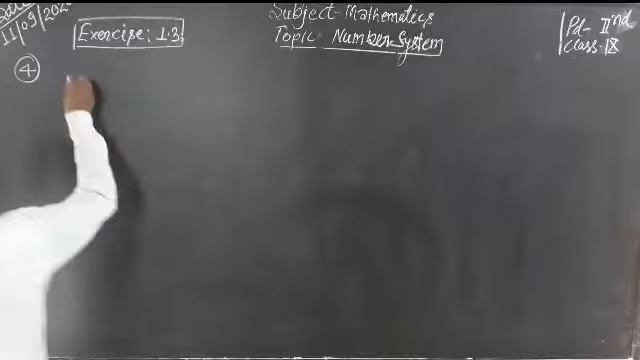 11/09/202
Exercise: 1.3
Subject-Mathematics
Topic: Number System
Pd- IInd
Class-IX
4